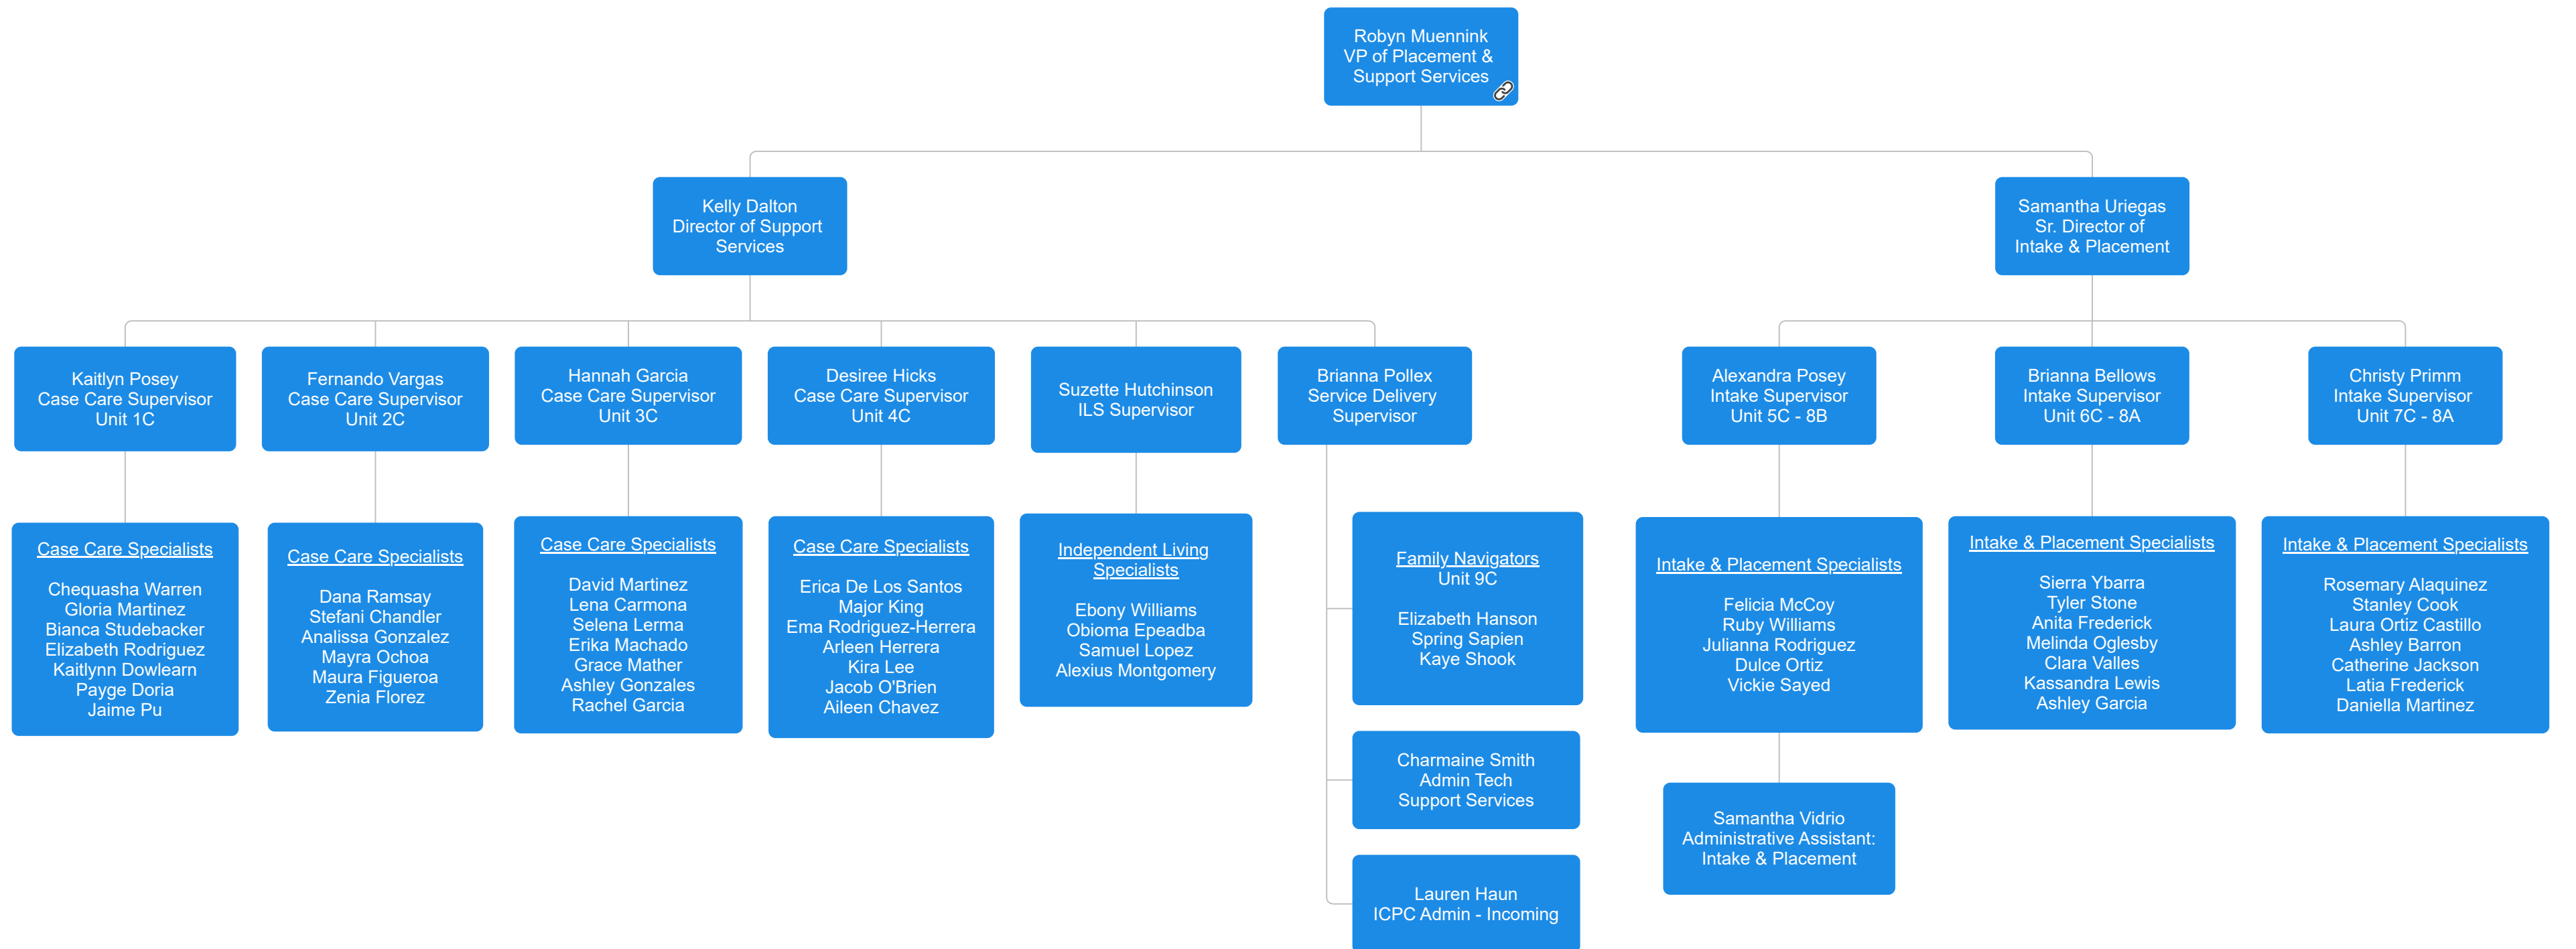 Robyn Muennink
VP of Placement &
Support Services
Kelly Dalton
Director of Support
Services
Samantha Uriegas
Sr. Director of
Intake & Placement
Kaitlyn Posey
Case Care Supervisor
Unit 1C
Fernando Vargas
Case Care Supervisor
Unit 2C
Hannah Garcia
Case Care Supervisor
Unit 3C
Desiree Hicks
Case Care Supervisor
Unit 4C
Suzette Hutchinson
ILS Supervisor
Brianna Pollex
Service Delivery
Supervisor
Alexandra Posey
Intake Supervisor
Unit 5C - 8B
Brianna Bellows
Intake Supervisor
Unit 6C - 8A
Christy Primm
Intake Supervisor
Unit 7C - 8A
Case Care Specialists
Chequasha Warren
Gloria Martinez
Bianca Studebacker
Elizabeth Rodriguez
Kaitlynn Dowlearn
Payge Doria
Jaime Pu
Case Care Specialists
Dana Ramsay
Stefani Chandler
Analissa Gonzalez
Mayra Ochoa
Maura Figueroa
Zenia Florez
Case Care Specialists
David Martinez
Lena Carmona
Selena Lerma
Erika Machado
Grace Mather
Ashley Gonzales
Rachel Garcia
Case Care Specialists
Erica De Los Santos
Major King
Ema Rodriguez-Herrera
Arleen Herrera
Kira Lee
Jacob O'Brien
Aileen Chavez
Independent Living
Specialists
Ebony Williams
Obioma Epeadba
Samuel Lopez
Alexius Montgomery
Family Navigators
Unit 9C
Elizabeth Hanson
Spring Sapien
Kaye Shook
Charmaine Smith
Admin Tech
Support Services
Lauren Haun
ICPC Admin - Incoming
Intake & Placement Specialists
Felicia McCoy
Ruby Williams
Julianna Rodriguez
Dulce Ortiz
Vickie Sayed
Samantha Vidrio
Administrative Assistant:
Intake & Placement
Intake & Placement Specialists
Sierra Ybarra
Tyler Stone
Anita Frederick
Melinda Oglesby
Clara Valles
Kassandra Lewis
Ashley Garcia
Intake & Placement Specialists
Rosemary Alaquinez
Stanley Cook
Laura Ortiz Castillo
Ashley Barron
Catherine Jackson
Latia Frederick
Daniella Martinez